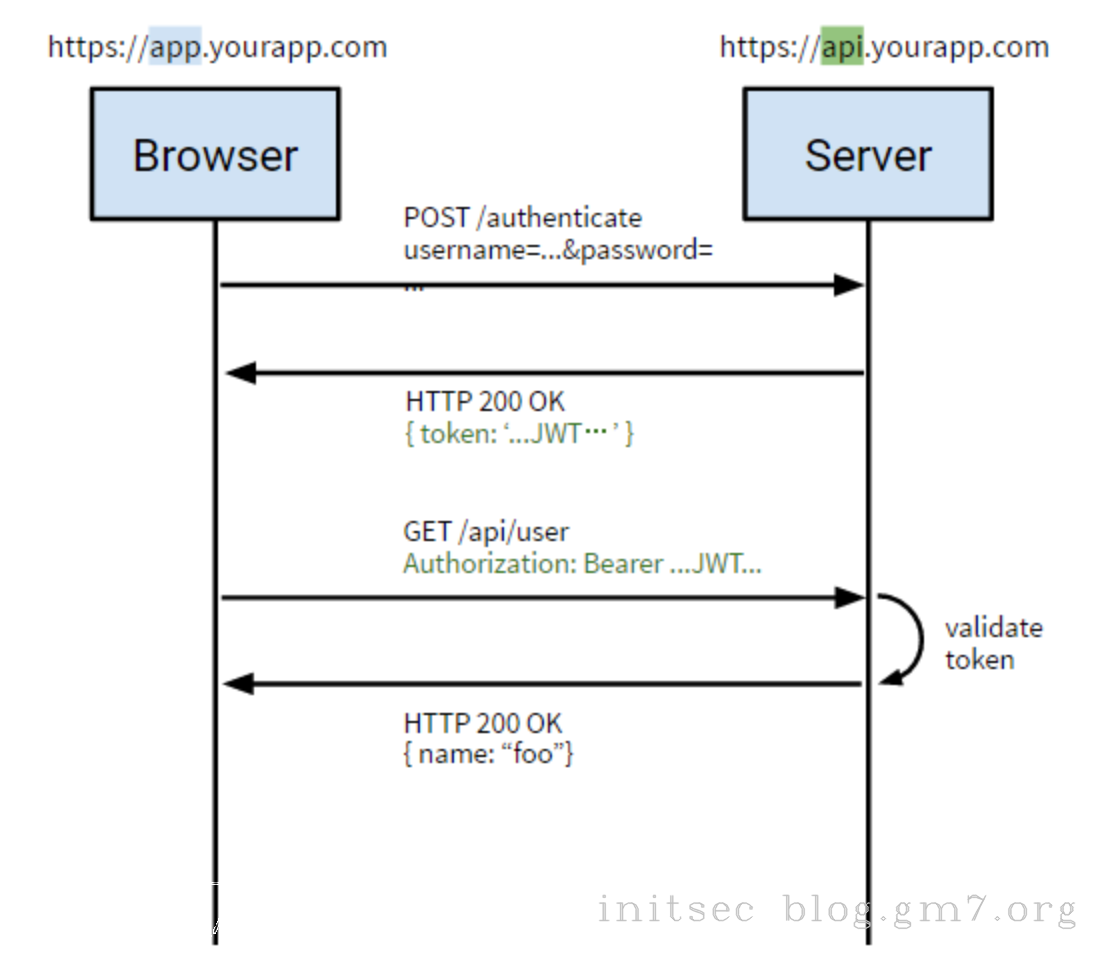 https://app.yourapp.com
https://api.yourapp.com
Browser
Server
POST /authenticate
username=...&password=
...
HTTP 200 OK
{ token: ‘...JWT⋯ ’ }
GET /api/user
Authorization: Bearer ...JWT...
validate
token
HTTP 200 OK
{ name: “foo”}
initsec blog.gm7.org